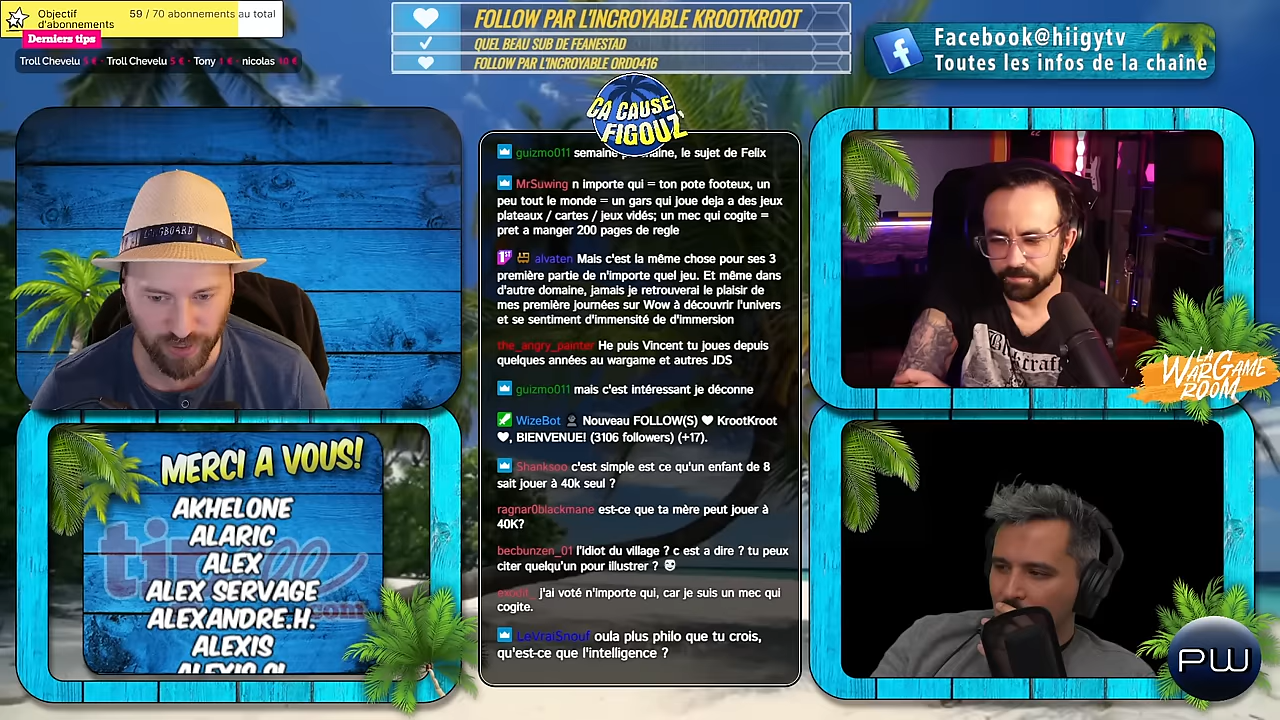 Objectif
d'abonnements
59 / 70 abonnements au total
Derniers tips
Troll Chevelu 5 € · Troll Chevelu 5 € · Tony 1 € · nicolas 10 €
FOLLOW PAR L'INCROYABLE KROOTKROOT
QUEL BEAU SUB DE FEANESTAD
FOLLOW PAR L'INCROYABLE ORDO416
Facebook@hiigytv
Toutes les infos de la chaîne
ÇA CAUSE
FIGOUZ'
guizmo011 semaine, le sujet de Felix
MrSuwing n importe qui = ton pote footeux, un
peu tout le monde = un gars qui joue deja a des jeux
plateaux / cartes / jeux vidés; un mec qui cogite =
pret a manger 200 pages de regle
1ST alvaten Mais c'est la même chose pour ses 3
première partie de n'importe quel jeu. Et même dans
d'autre domaine, jamais je retrouverai le plaisir de
mes première journées sur Wow à découvrir l'univers
et se sentiment d'immensité de d'immersion
the_angry_painter He puis Vincent tu joues depuis
quelques années au wargame et autres JDS
guizmo011 mais c'est intéressant je déconne
WizeBot Nouveau FOLLOW(S) KrootKroot
, BIENVENUE! (3106 followers) (+17).
Shanksoo c'est simple est ce qu'un enfant de 8
sait jouer à 40k seul ?
ragnar0blackmane est-ce que ta mère peut jouer à
40K?
becbunzen_01 l'idiot du village ? c est a dire ? tu peux
citer quelqu'un pour illustrer ?
j'ai voté n'importe qui, car je suis un mec qui
cogite.
LeVraiSnouf oula plus philo que tu crois,
qu'est-ce que l'intelligence ?
LONGBOARD
LA
WARGAME
ROOM
MERCI A VOUS!
AKHELONE
ALARIC
ALEX
ALEX SERVAGE
ALEXANDRE.H.
ALEXIS
PW